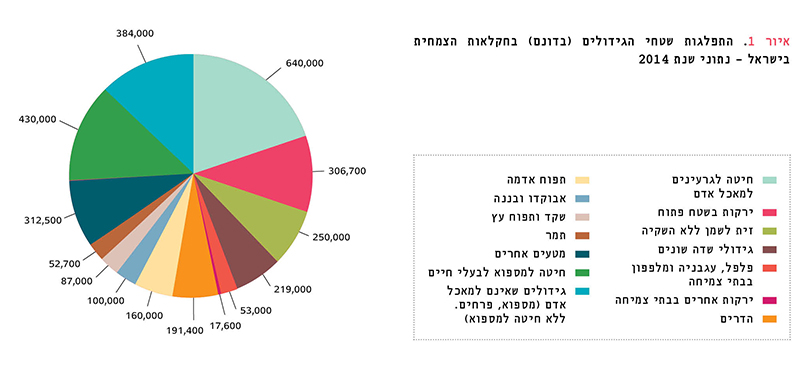 איור 1. התפלגות שטחי הגידולים (בדונם) בחקלאות הצמחית
בישראל – נתוני שנת 2014
384,000
640,000
430,000
306,700
312,500
250,000
52,700
219,000
87,000
53,000
100,000
17,600
160,000
191,400
חיטה לגרעינים
למאכל אדם
ירקות בשטח פתוח
זית לשמן ללא השקיה
גידולי שדה שונים
פלפל, עגבניה ומלפפון
בבתי צמיחה
ירקות אחרים בבתי צמיחה
הדרים
תפוח אדמה
אבוקדו ובננה
שקד ותפוח עץ
תמר
מטעים אחרים
חיטה למספוא לבעלי חיים
גידולים שאינם למאכל
אדם (מספוא, פרחים.
ללא חיטה למספוא)